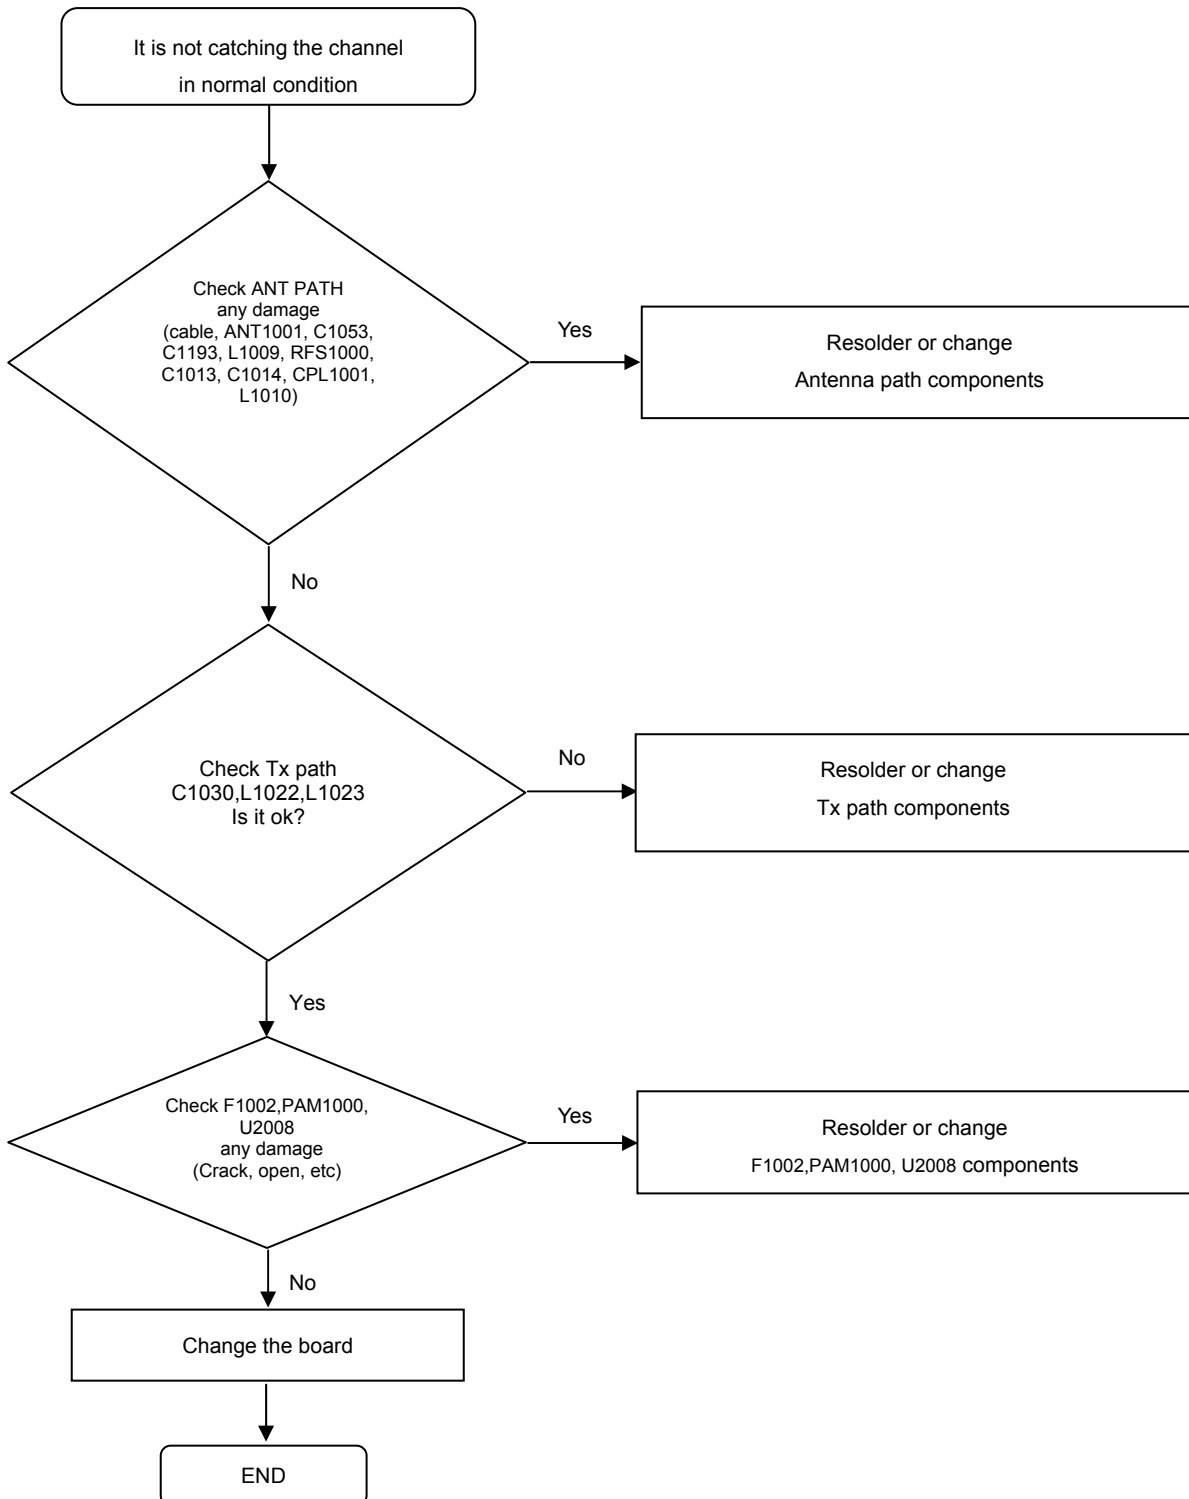 It is not catching the channel
in normal condition
Check ANT PATH
any damage
(cable, ANT1001, C1053,
C1193, L1009, RFS1000,
C1013, C1014, CPL1001,
L1010)
Yes
Resolder or change
Antenna path components
No
Check Tx path
C1030,L1022,L1023
Is it ok?
No
Resolder or change
Tx path components
Yes
Check F1002,PAM1000,
U2008
any damage
(Crack, open, etc)
Yes
Resolder or change
F1002,PAM1000, U2008 components
No
Change the board
END